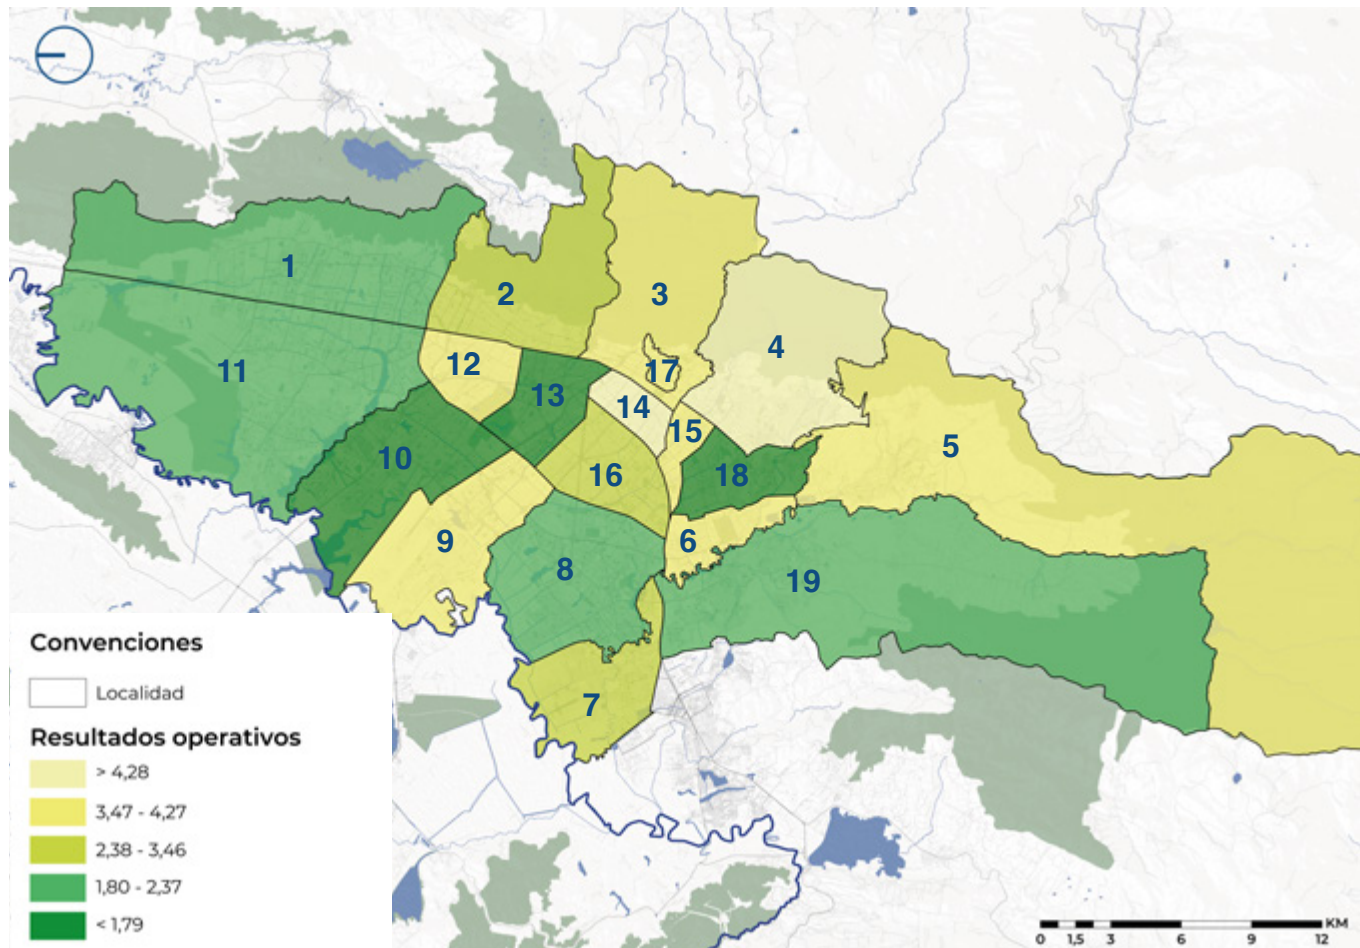 1
2
3
4
12
17
11
13
14
15
5
10
16
18
9
6
8
19
7
Convenciones
Localidad
Resultados operativos
> 4,28
3,47 - 4,27
2,38 - 3,46
1,80 - 2,37
< 1,79
KM
0 1,5 3 6 9 12